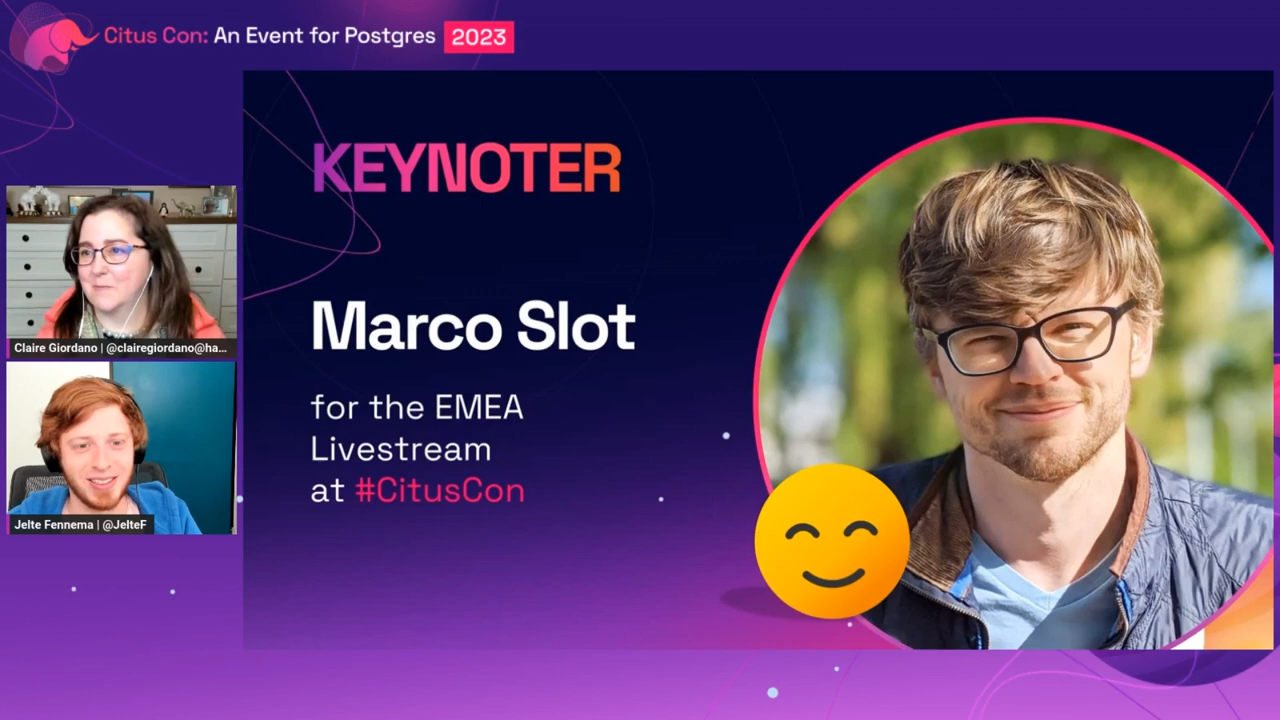 Citus Con: An Event for Postgres 2023
KEYNOTER
Marco Slot
for the EMEA
Livestream
at #CitusCon
Claire Giordano | @clairegiordano@ha...
Jelte Fennema | @JelteF